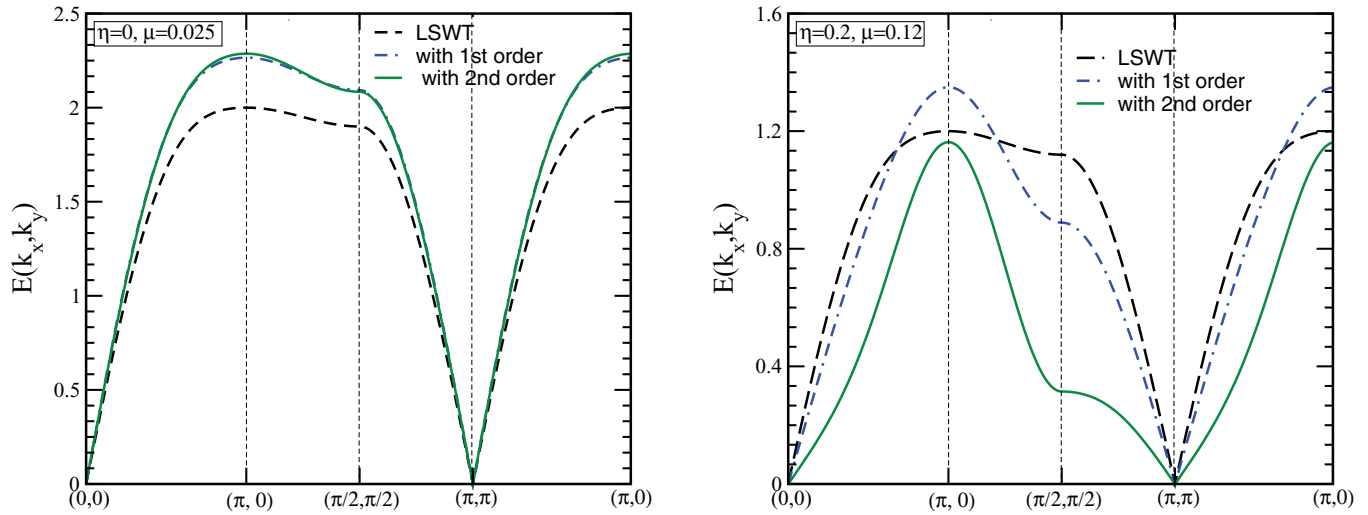 2.5
2
1.5
1
0.5
0
E(k_x,k_y)
η=0, μ=0.025
LSWT
with 1st order
with 2nd order
(0,0)
(π, 0)
(π/2,π/2)
(π,π)
(π,0)
1.6
1.2
0.8
0.4
0
E(k_x,k_y)
η=0.2, μ=0.12
LSWT
with 1st order
with 2nd order
(0,0)
(π, 0)
(π/2,π/2)
(π,π)
(π,0)